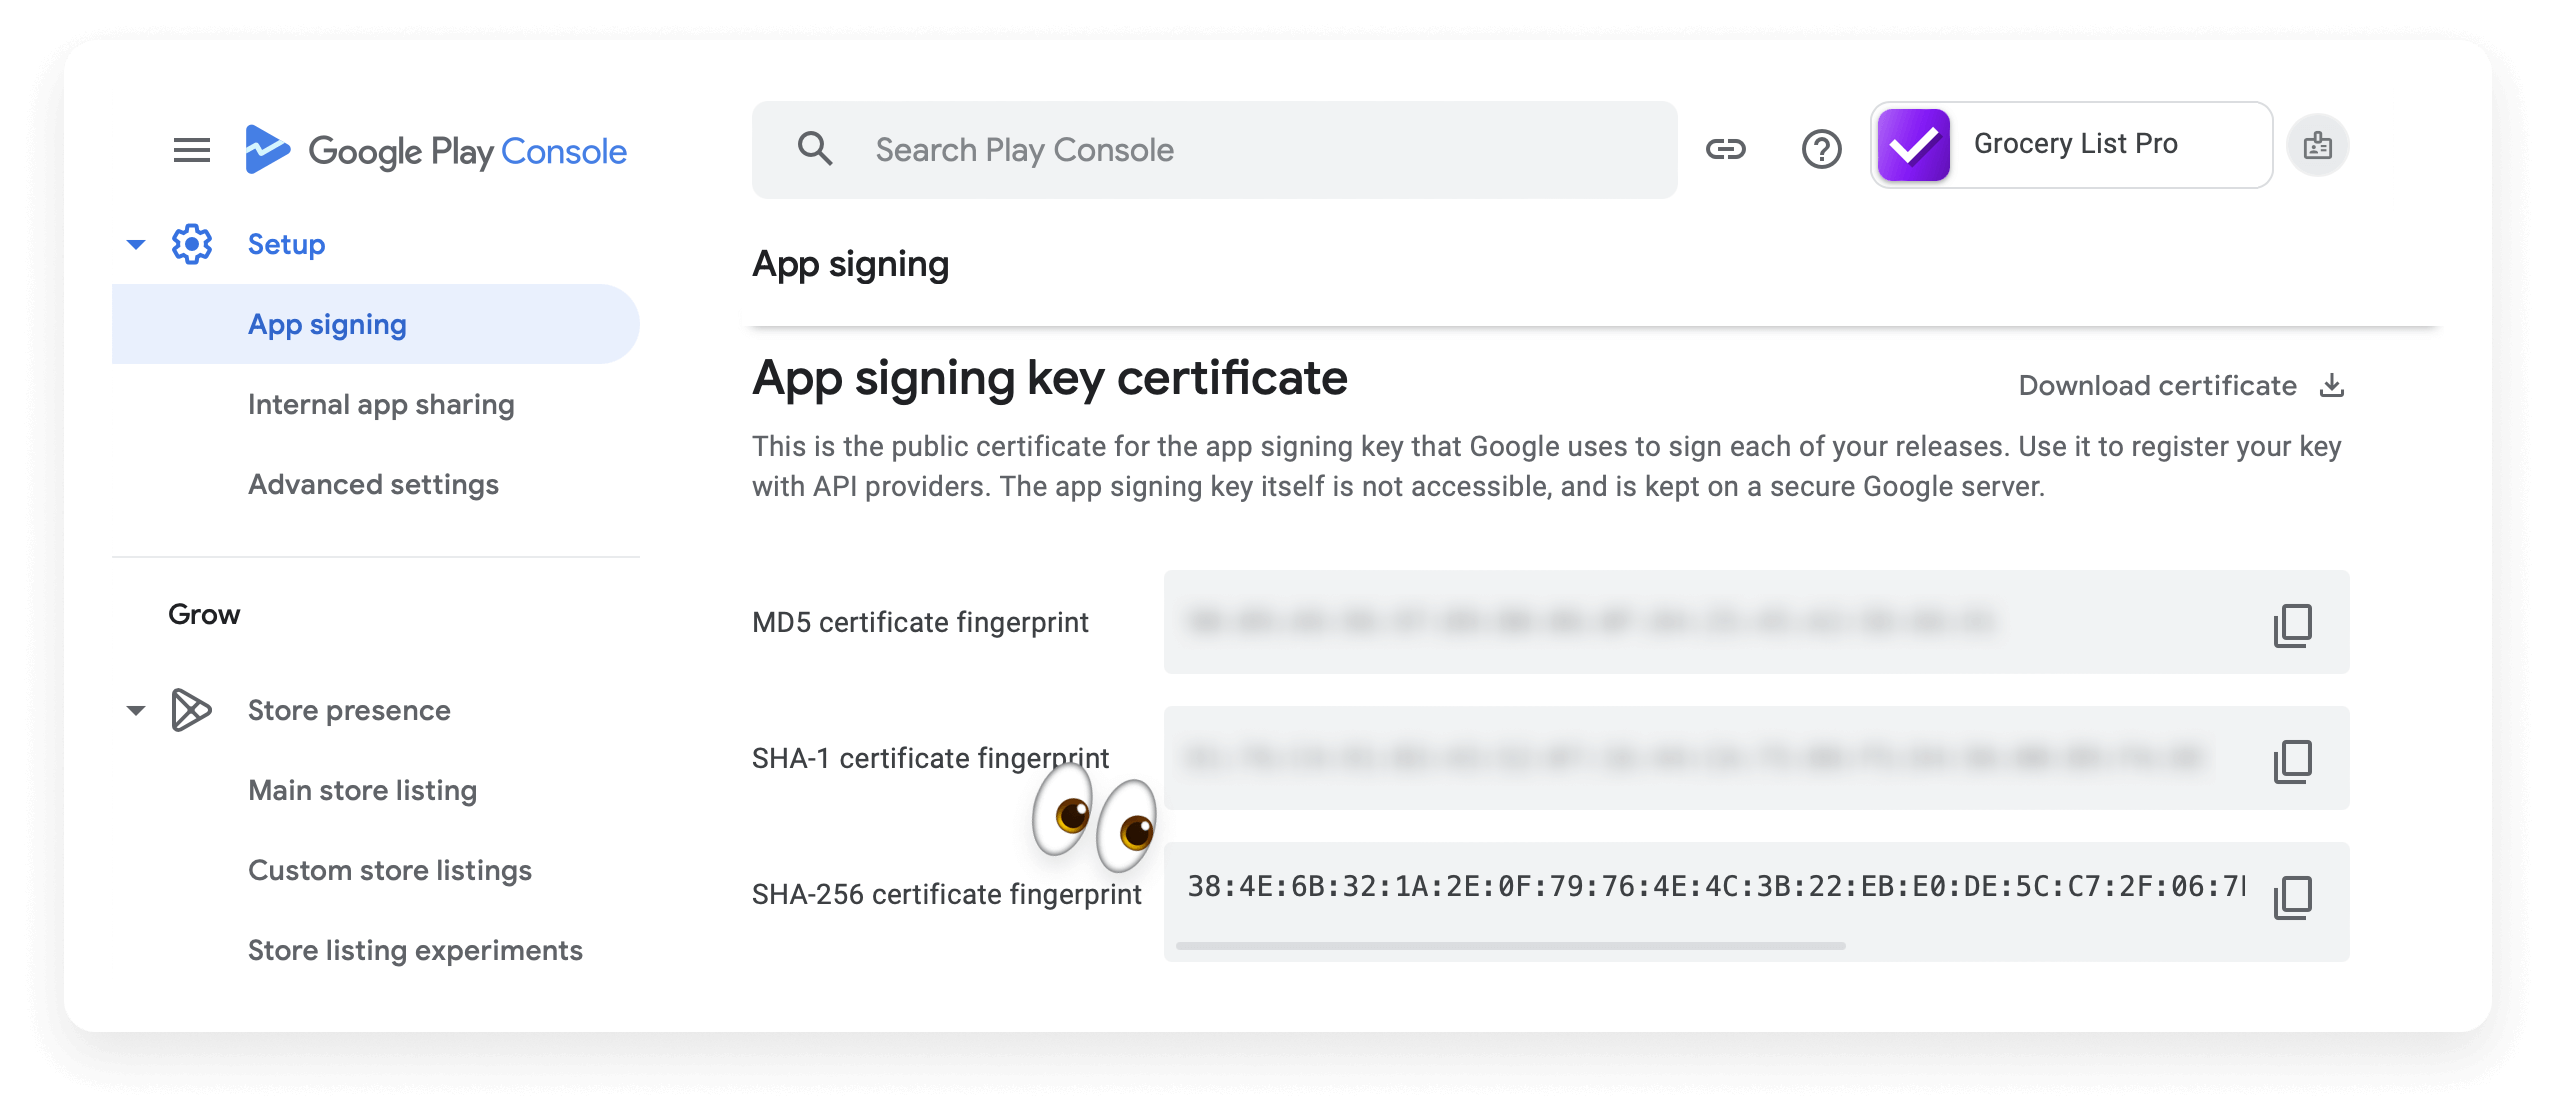 Google Play Console
Search Play Console
Grocery List Pro
Setup
App signing
Internal app sharing
Advanced settings
Grow
Store presence
Main store listing
Custom store listings
Store listing experiments
App signing
App signing key certificate
Download certificate
This is the public certificate for the app signing key that Google uses to sign each of your releases. Use it to register your key
with API providers. The app signing key itself is not accessible, and is kept on a secure Google server.
MD5 certificate fingerprint
SHA-1 certificate fingerprint
SHA-256 certificate fingerprint
38:4E:6B:32:1A:2E:0F:79:76:4E:4C:3B:22:EB:E0:DE:5C:C7:2F:06:7